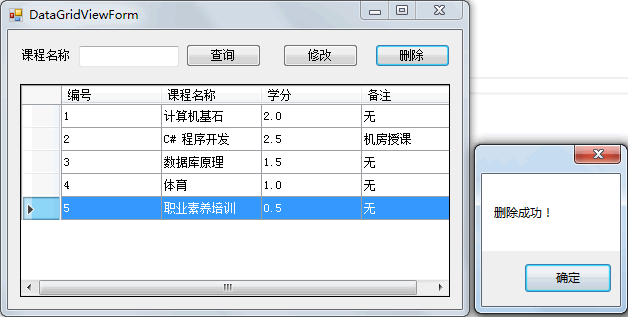 DataGridViewForm
课程名称 查询 修改 删除
编号 课程名称 学分 备注
1 计算机基石 2.0 无
2 C# 程序开发 2.5 机房授课
3 数据库原理 1.5 无
4 体育 1.0 无
5 职业素养培训 0.5 无
删除成功！
确定